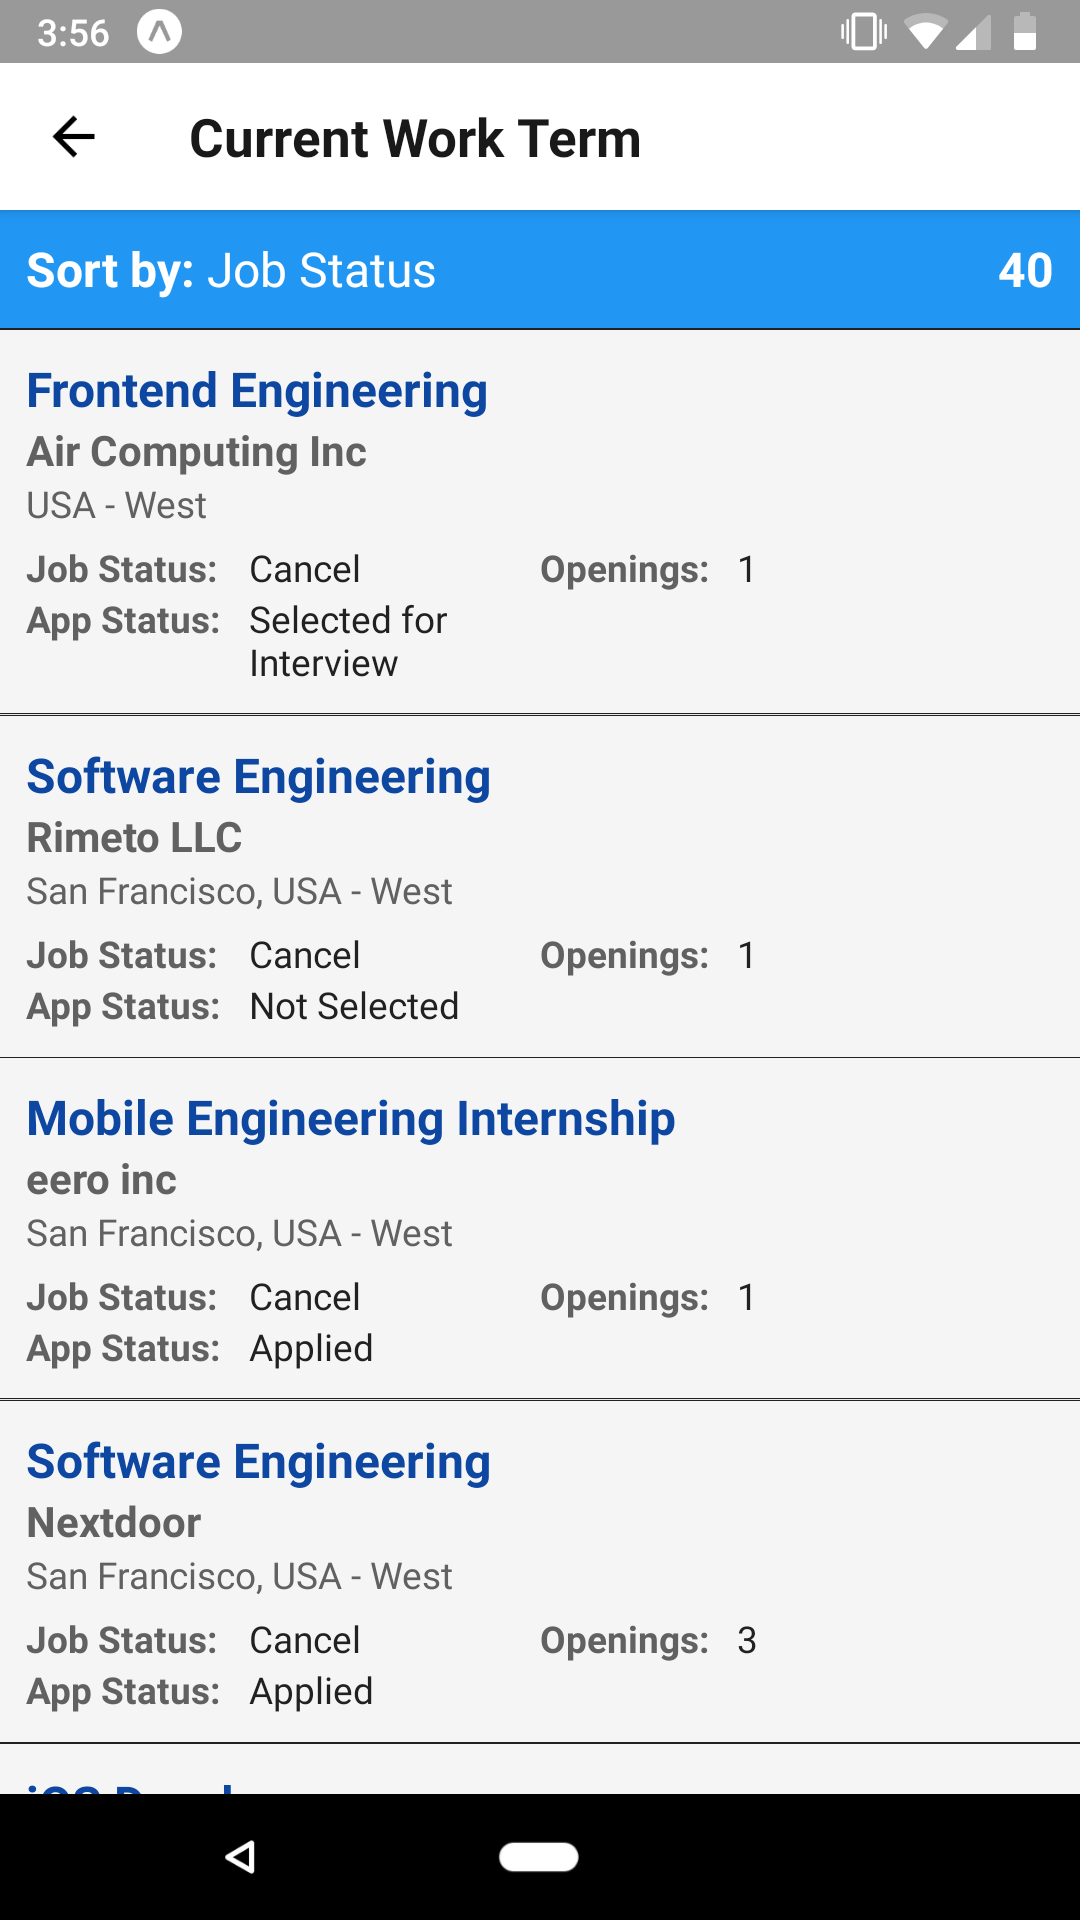 3:56
Current Work Term
Sort by: Job Status 40
Frontend Engineering
Air Computing Inc
USA - West
Job Status: Cancel Openings: 1
App Status: Selected for
Interview
Software Engineering
Rimeto LLC
San Francisco, USA - West
Job Status: Cancel Openings: 1
App Status: Not Selected
Mobile Engineering Internship
eero inc
San Francisco, USA - West
Job Status: Cancel Openings: 1
App Status: Applied
Software Engineering
Nextdoor
San Francisco, USA - West
Job Status: Cancel Openings: 3
App Status: Applied
iOS